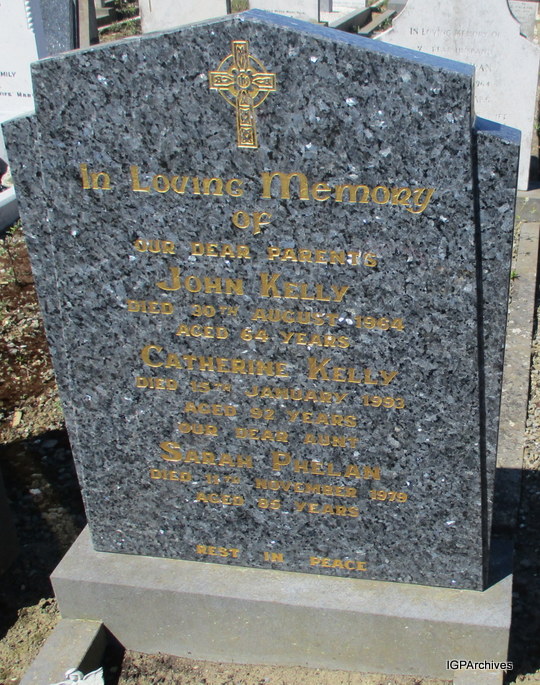 In Loving Memory
of
OUR DEAR PARENTS
JOHN KELLY
DIED 30TH AUGUST 1964
AGED 64 YEARS
CATHERINE KELLY
DIED 15TH JANUARY 1993
AGED 92 YEARS
OUR DEAR AUNT
SARAH PHELAN
DIED NOVEMBER 1979
AGED 85 YEARS
REST IN PEACE
IGPArchives